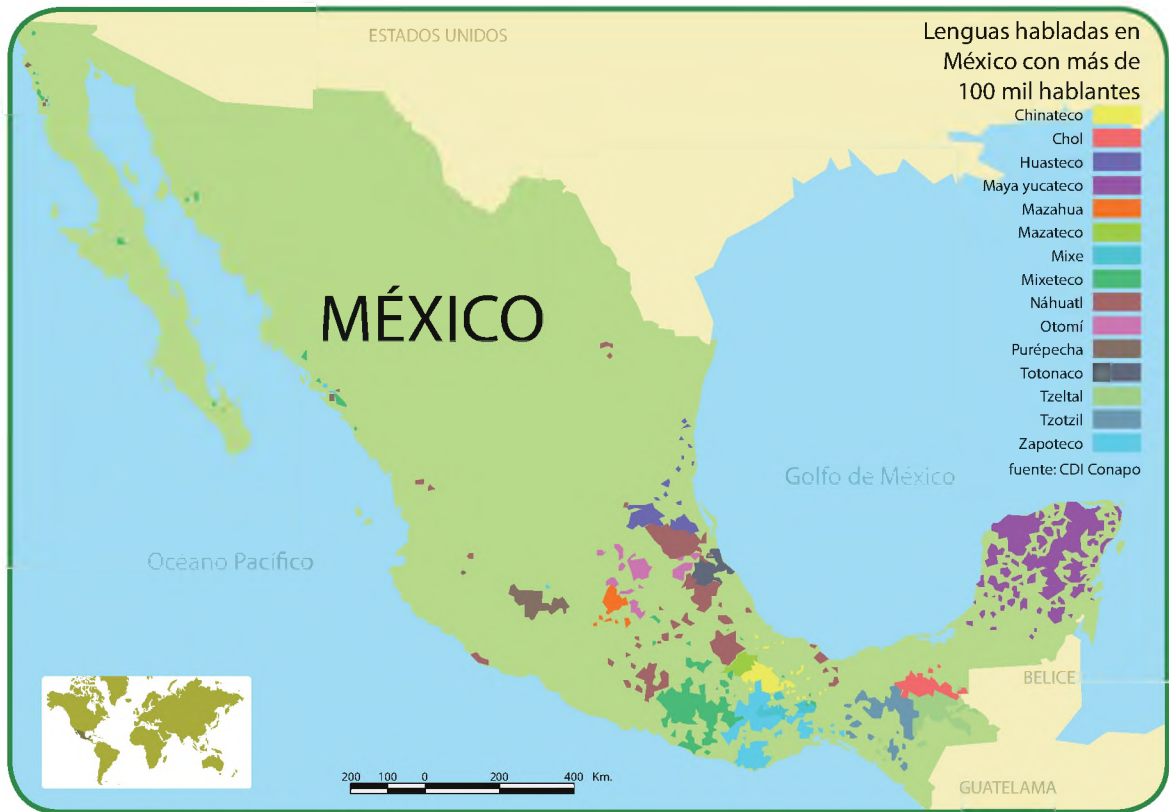 ESTADOS UNIDOS
Lenguas habladas en
México con más de
100 mil hablantes
Chinateco
Chol
Huasteco
Maya yucateco
Mazahua
Mazateco
Mixe
Mixeteco
Náhuatl
Otomí
Purépecha
Totonaco
Tzeltal
Tzotzil
Zapoteco
fuente: CDI Conapo
MÉXICO
Golfo de México
Océano Pacífico
BELICE
GUATELAMA
200 100 0 200 400 Km.